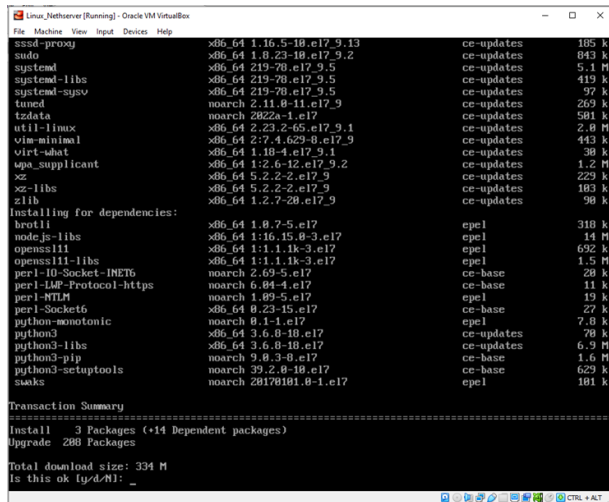 Linux_Nethserver [Running] - Oracle VM VirtualBox
File Machine View Input Devices Help
sssd-proxy x86_64 1.16.5-10.el7_9.13 ce-updates 185 k
sudo x86_64 1.8.23-10.el7_9.2 ce-updates 843 k
systemd x86_64 219-78.el7_9.5 ce-updates 5.1 M
systemd-libs x86_64 219-78.el7_9.5 ce-updates 419 k
systemd-sysv x86_64 219-78.el7_9.5 ce-updates 97 k
tuned noarch 2.11.0-11.el7_9 ce-updates 269 k
tzdata noarch 2022a-1.el7 ce-updates 501 k
util-linux x86_64 2.23.2-65.el7_9.1 ce-updates 2.0 M
vim-minimal x86_64 2:7.4.629-8.el7_9 ce-updates 443 k
virt-what x86_64 1.18-4.el7_9.1 ce-updates 30 k
wpa_supplicant x86_64 1:2.6-12.el7_9.2 ce-updates 1.2 M
xz x86_64 5.2.2-2.el7_9 ce-updates 229 k
xz-libs x86_64 5.2.2-2.el7_9 ce-updates 103 k
zlib x86_64 1.2.7-20.el7_9 ce-updates 90 k
Installing for dependencies:
brotli x86_64 1.0.7-5.el7 epel 318 k
nodejs-libs x86_64 1:16.15.0-3.el7 epel 14 M
openssl11 x86_64 1:1.1.1k-3.el7 epel 692 k
openssl11-libs x86_64 1:1.1.1k-3.el7 epel 1.5 M
perl-IO-Socket-INET6 noarch 2.69-5.el7 ce-base 20 k
perl-LWP-Protocol-https noarch 6.04-4.el7 ce-base 11 k
perl-NTLM noarch 1.09-5.el7 epel 19 k
perl-Socket6 x86_64 0.23-15.el7 ce-base 27 k
python-monotonic noarch 0.1-1.el7 epel 7.8 k
python3 x86_64 3.6.8-18.el7 ce-updates 70 k
python3-libs x86_64 3.6.8-18.el7 ce-updates 6.9 M
python3-pip noarch 9.0.3-8.el7 ce-base 1.6 M
python3-setuptools noarch 39.2.0-10.el7 ce-base 629 k
swaks noarch 20170101.0-1.el7 epel 101 k
Transaction Summary
================================================================================
Install 3 Packages (+14 Dependent packages)
Upgrade 208 Packages
Total download size: 334 M
Is this ok [y/d/N]: _
CTRL + ALT